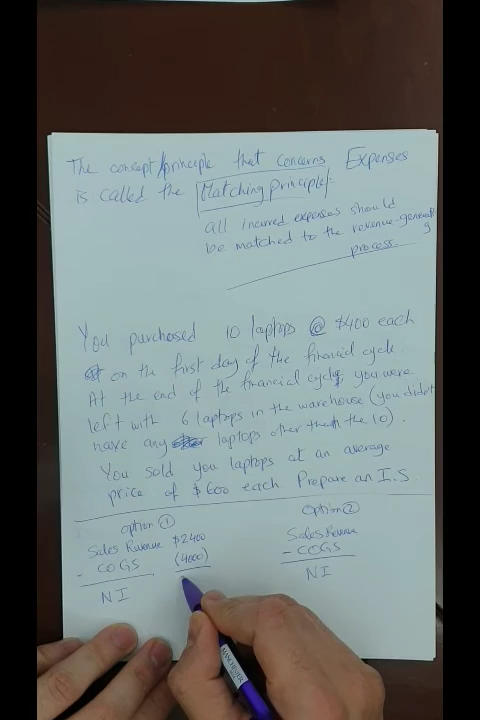 The concept/principle that concerns Expenses
is called the Matching Principle:
all incurred expenses should
be matched to the revenue-generatig
process.
You purchased 10 laptops @ $400 each
on the first day of the financial cycle.
At the end of the financial cycle, you were
left with 6 laptops in the warehouse (you didn't
have any laptops other than the 10).
You sold you laptops at an average
price of $600 each. Prepare an I.S.
option ①
Sales Revenue $2400
- COGS (4000)
NI
Option ②
Sales Revenue
- COGS
NI
MANCHESTER